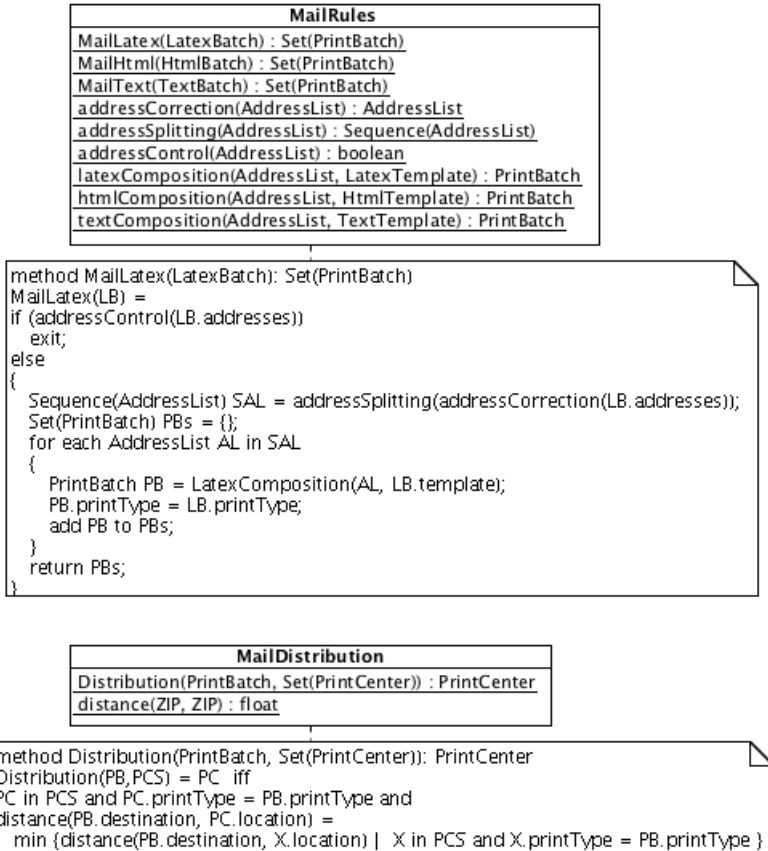 MailRules
MailLatex(LatexBatch) : Set(PrintBatch)
MailHtml(HtmlBatch) : Set(PrintBatch)
MailText(TextBatch) : Set(PrintBatch)
addressCorrection(AddressList) : AddressList
addressSplitting(AddressList) : Sequence(AddressList)
addressControl(AddressList) : boolean
latexComposition(AddressList, LatexTemplate) : PrintBatch
htmlComposition(AddressList, HtmlTemplate) : PrintBatch
textComposition(AddressList, TextTemplate) : PrintBatch
method MailLatex(LatexBatch): Set(PrintBatch)
MailLatex(LB) =
if (addressControl(LB.addresses))
exit;
else
{
Sequence(AddressList) SAL = addressSplitting(addressCorrection(LB.addresses));
Set(PrintBatch) PBs = {};
for each AddressList AL in SAL
{
PrintBatch PB = LatexComposition(AL, LB.template);
PB.printType = LB.printType;
add PB to PBs;
}
return PBs;
}
MailDistribution
Distribution(PrintBatch, Set(PrintCenter)) : PrintCenter
distance(ZIP, ZIP) : float
method Distribution(PrintBatch, Set(PrintCenter)): PrintCenter
Distribution(PB,PCS) = PC iff
PC in PCS and PC.printType = PB.printType and
distance(PB.destination, PC.location) =
min {distance(PB.destination, X.location) | X in PCS and X.printType = PB.printType }